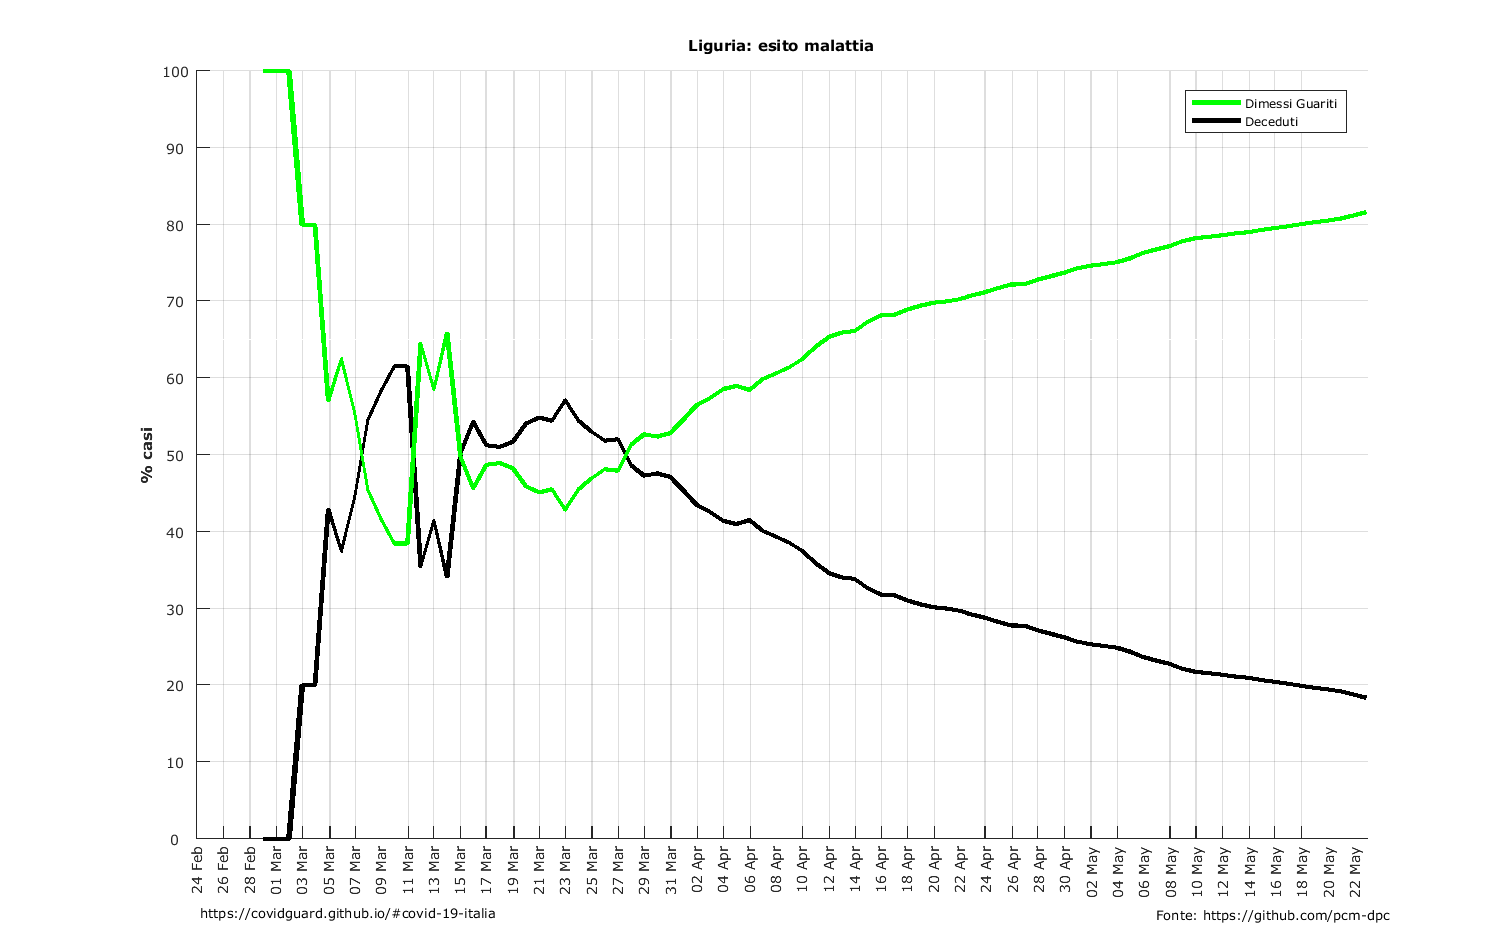 Liguria: esito malattia
Dimessi Guariti
Deceduti
% casi
100
90
80
70
60
50
40
30
20
10
0
24 Feb
26 Feb
28 Feb
01 Mar
03 Mar
05 Mar
07 Mar
09 Mar
11 Mar
13 Mar
15 Mar
17 Mar
19 Mar
21 Mar
23 Mar
25 Mar
27 Mar
29 Mar
31 Mar
02 Apr
04 Apr
06 Apr
08 Apr
10 Apr
12 Apr
14 Apr
16 Apr
18 Apr
20 Apr
22 Apr
24 Apr
26 Apr
28 Apr
30 Apr
02 May
04 May
06 May
08 May
10 May
12 May
14 May
16 May
18 May
20 May
22 May
https://covidguard.github.io/#covid-19-italia
Fonte: https://github.com/pcm-dpc